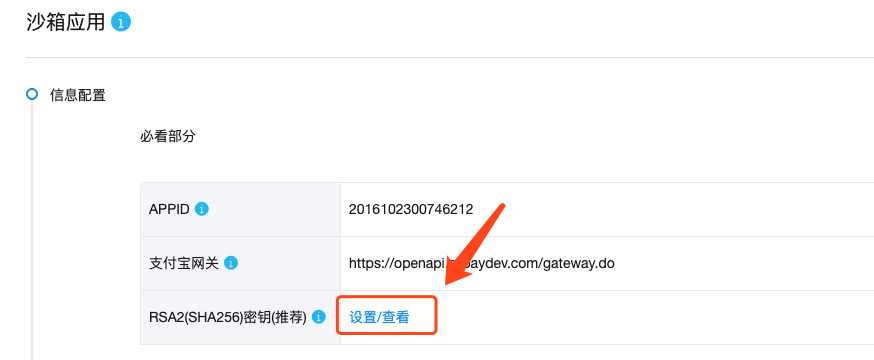 沙箱应用
信息配置
必看部分
APPID 2016102300746212
支付宝网关 https://openapi. aydev.com/gateway.do
RSA2(SHA256)密钥(推荐) 设置/查看